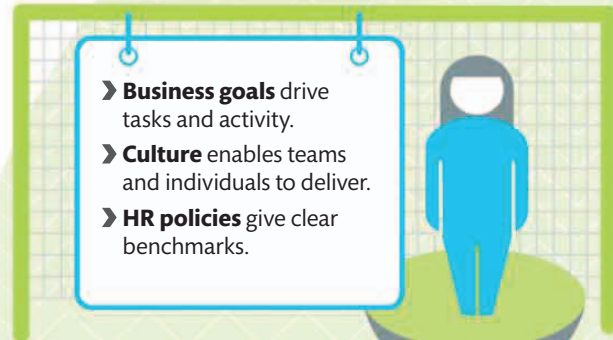 ❯ Business goals drive
tasks and activity.
❯ Culture enables teams
and individuals to deliver.
❯ HR policies give clear
benchmarks.